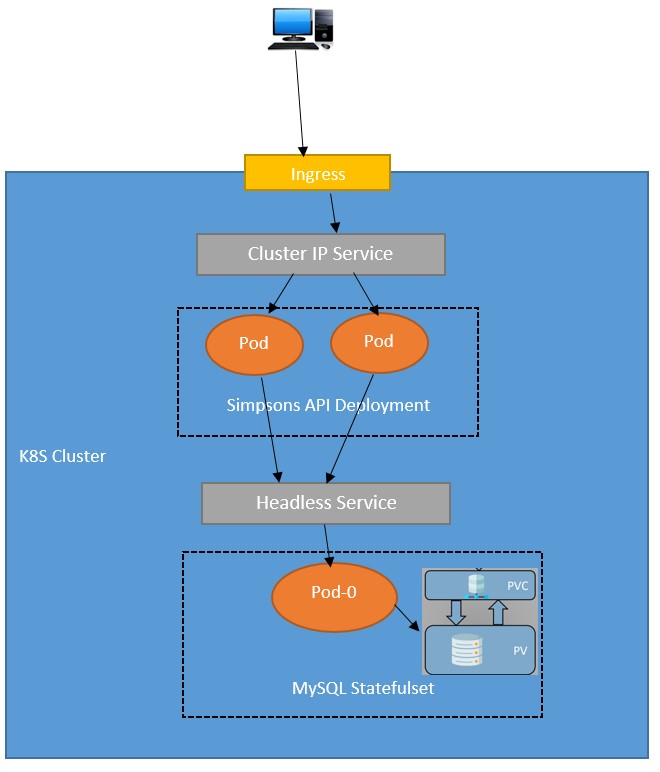 Ingress
Cluster IP Service
Pod
Pod
Simpsons API Deployment
K8S Cluster
Headless Service
Pod-0
PVC
PV
MySQL Statefulset